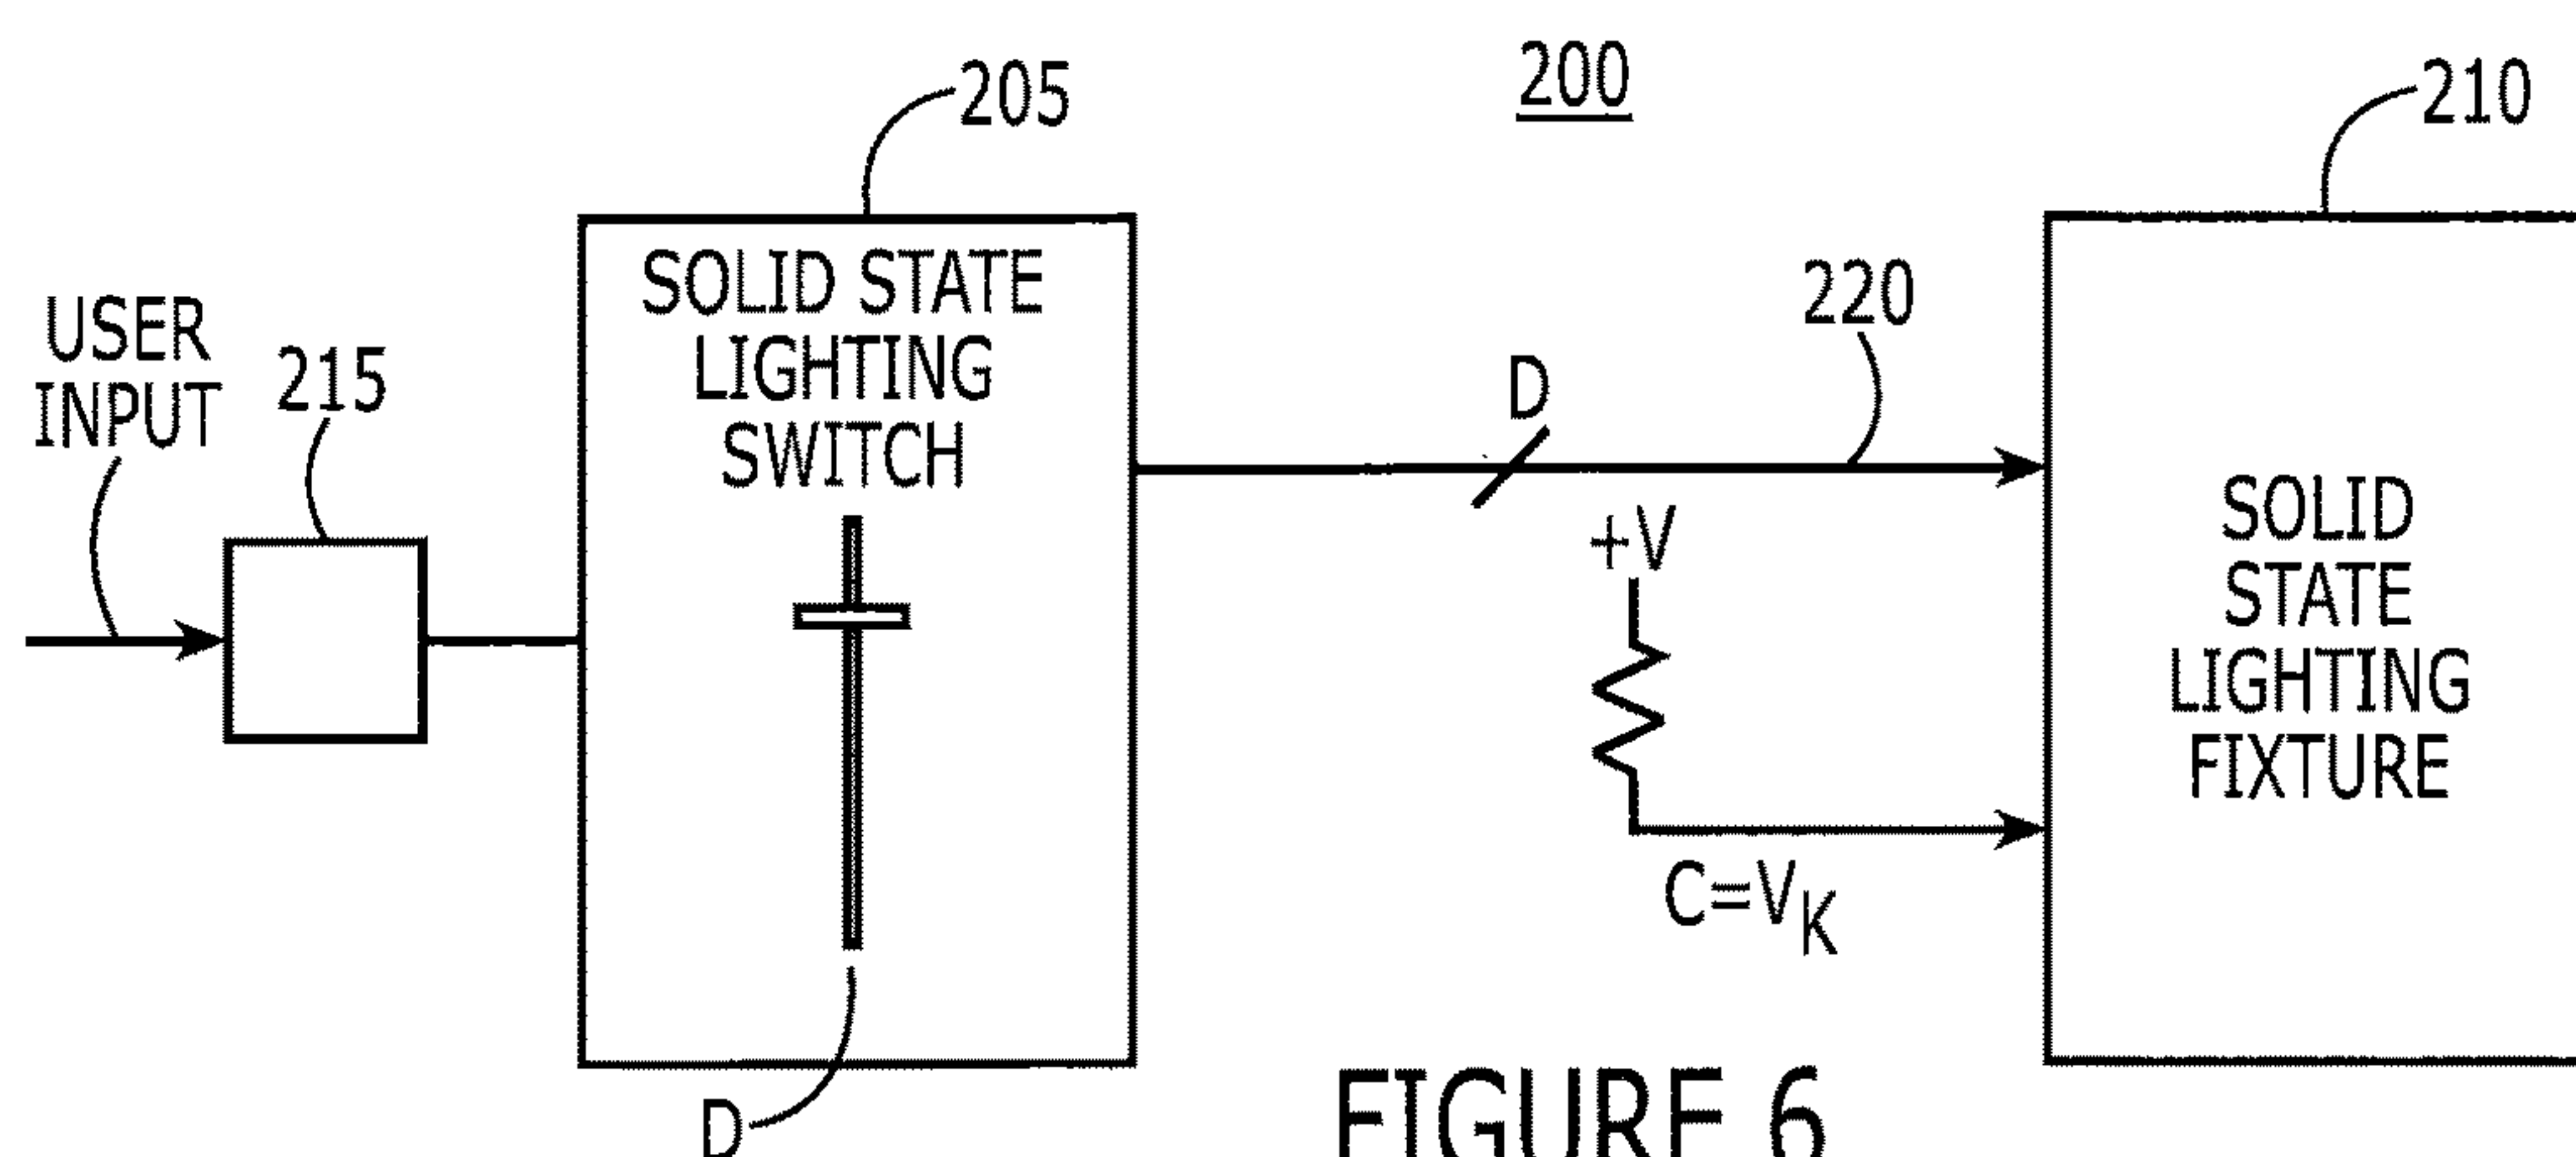 200
205
210
USER
INPUT
215
SOLID STATE
LIGHTING
SWITCH
D
220
+V
C=VK
SOLID
STATE
LIGHTING
FIXTURE
D
FIGURE 6